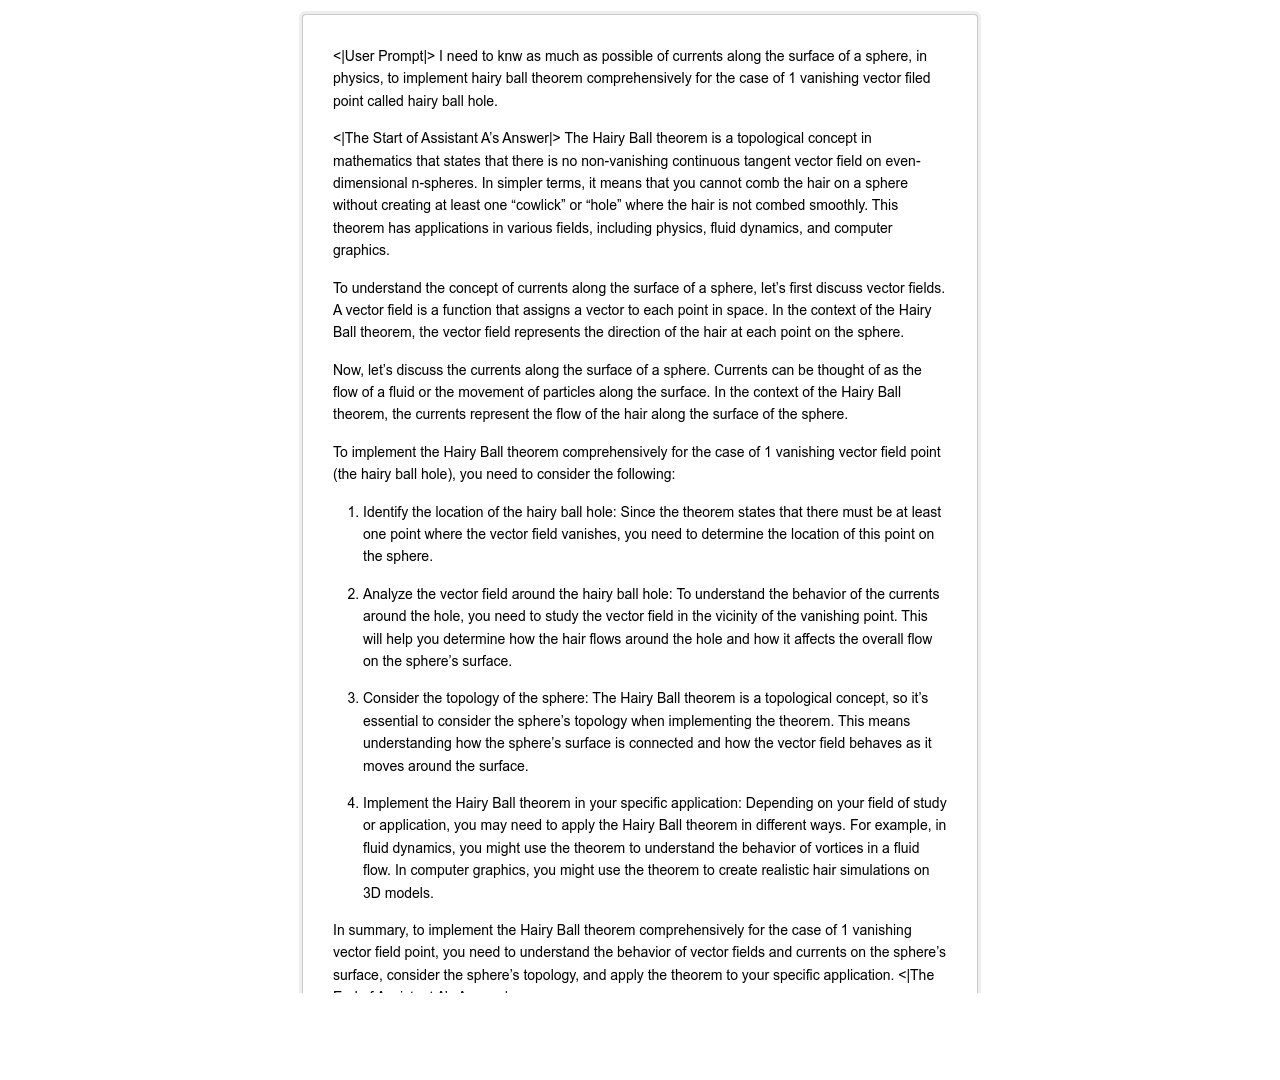 <|User Prompt|> I need to knw as much as possible of currents along the surface of a sphere, in
physics, to implement hairy ball theorem comprehensively for the case of 1 vanishing vector filed
point called hairy ball hole.
<|The Start of Assistant A’s Answer|> The Hairy Ball theorem is a topological concept in
mathematics that states that there is no non-vanishing continuous tangent vector field on even-
dimensional n-spheres. In simpler terms, it means that you cannot comb the hair on a sphere
without creating at least one “cowlick” or “hole” where the hair is not combed smoothly. This
theorem has applications in various fields, including physics, fluid dynamics, and computer
graphics.
To understand the concept of currents along the surface of a sphere, let’s first discuss vector fields.
A vector field is a function that assigns a vector to each point in space. In the context of the Hairy
Ball theorem, the vector field represents the direction of the hair at each point on the sphere.
Now, let’s discuss the currents along the surface of a sphere. Currents can be thought of as the
flow of a fluid or the movement of particles along the surface. In the context of the Hairy Ball
theorem, the currents represent the flow of the hair along the surface of the sphere.
To implement the Hairy Ball theorem comprehensively for the case of 1 vanishing vector field point
(the hairy ball hole), you need to consider the following:
1. Identify the location of the hairy ball hole: Since the theorem states that there must be at least
one point where the vector field vanishes, you need to determine the location of this point on
the sphere.
2. Analyze the vector field around the hairy ball hole: To understand the behavior of the currents
around the hole, you need to study the vector field in the vicinity of the vanishing point. This
will help you determine how the hair flows around the hole and how it affects the overall flow
on the sphere’s surface.
3. Consider the topology of the sphere: The Hairy Ball theorem is a topological concept, so it’s
essential to consider the sphere’s topology when implementing the theorem. This means
understanding how the sphere’s surface is connected and how the vector field behaves as it
moves around the surface.
4. Implement the Hairy Ball theorem in your specific application: Depending on your field of study
or application, you may need to apply the Hairy Ball theorem in different ways. For example, in
fluid dynamics, you might use the theorem to understand the behavior of vortices in a fluid
flow. In computer graphics, you might use the theorem to create realistic hair simulations on
3D models.
In summary, to implement the Hairy Ball theorem comprehensively for the case of 1 vanishing
vector field point, you need to understand the behavior of vector fields and currents on the sphere’s
surface, consider the sphere’s topology, and apply the theorem to your specific application. <|The